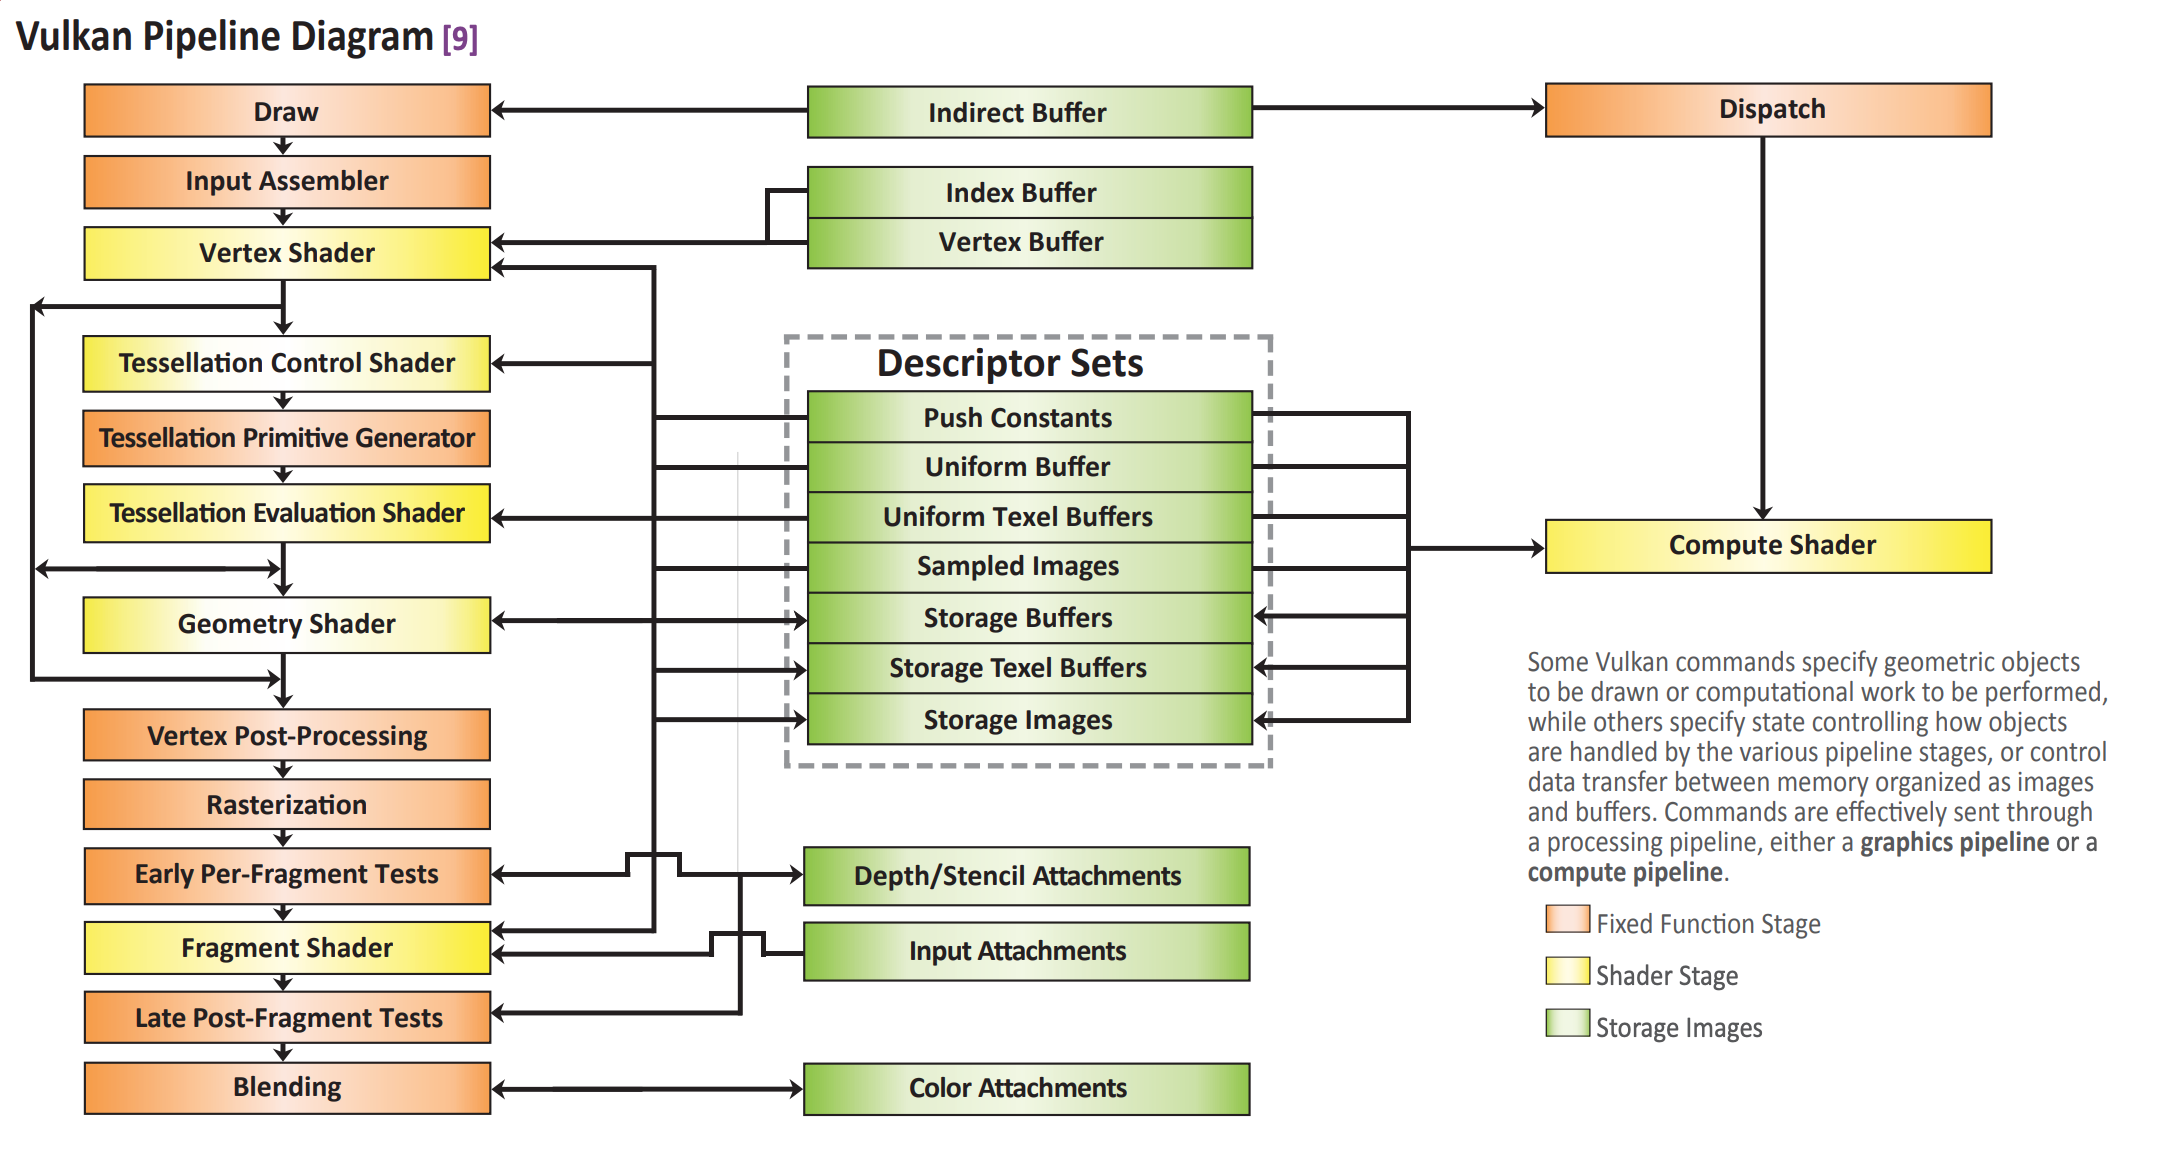 Vulkan Pipeline Diagram [9]
Draw
Input Assembler
Vertex Shader
Tessellation Control Shader
Tessellation Primitive Generator
Tessellation Evaluation Shader
Geometry Shader
Vertex Post-Processing
Rasterization
Early Per-Fragment Tests
Fragment Shader
Late Post-Fragment Tests
Blending
Indirect Buffer
Index Buffer
Vertex Buffer
Descriptor Sets
Push Constants
Uniform Buffer
Uniform Texel Buffers
Sampled Images
Storage Buffers
Storage Texel Buffers
Storage Images
Depth/Stencil Attachments
Input Attachments
Color Attachments
Dispatch
Compute Shader
Some Vulkan commands specify geometric objects
to be drawn or computational work to be performed,
while others specify state controlling how objects
are handled by the various pipeline stages, or control
data transfer between memory organized as images
and buffers. Commands are effectively sent through
a processing pipeline, either a graphics pipeline or a
compute pipeline.
Fixed Function Stage
Shader Stage
Storage Images